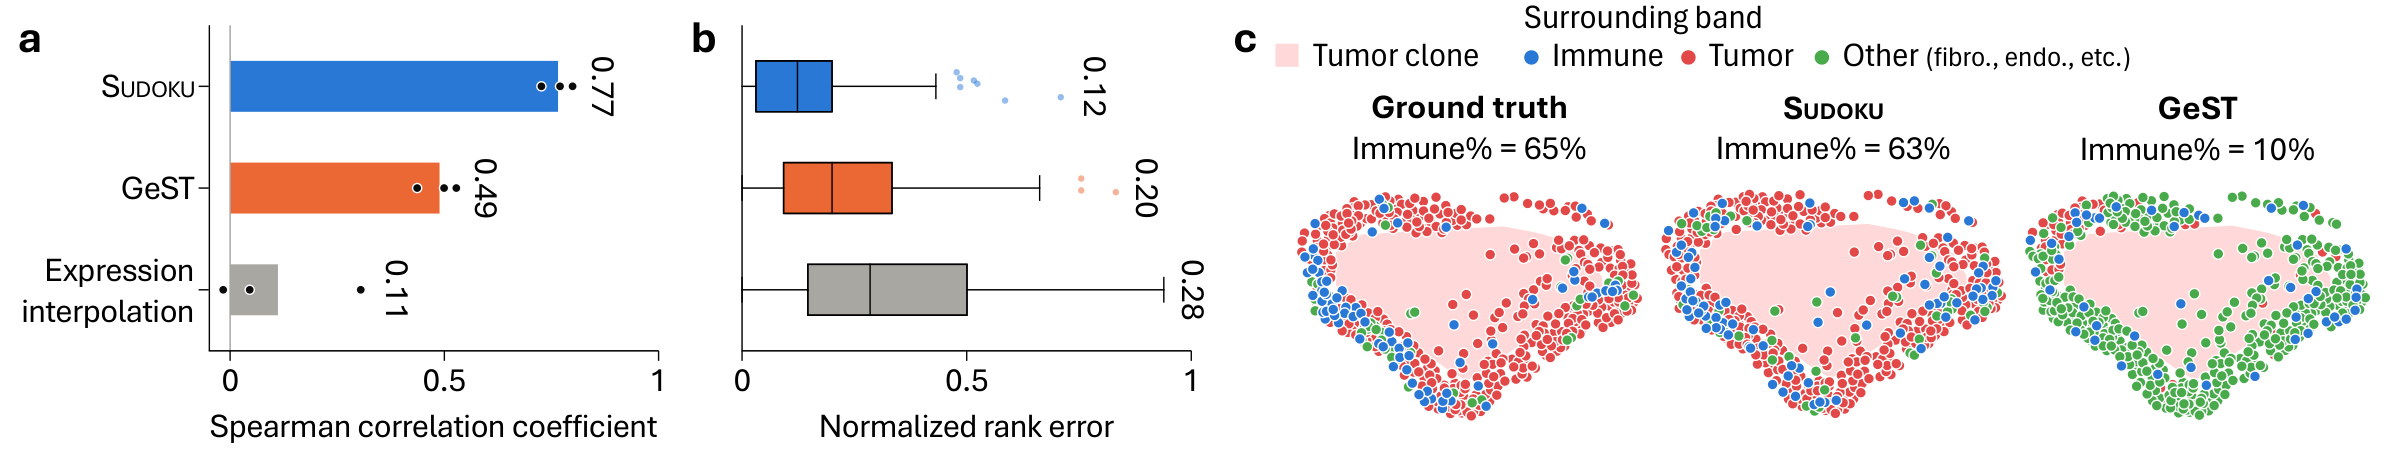 a
SUDOKU
0.77
GeST
0.49
Expression
interpolation
0.11
0
0.5
1
Spearman correlation coefficient
b
0.12
0.20
0.28
0
0.5
1
Normalized rank error
c
Surrounding band
Tumor clone
Immune
Tumor
Other (fibro., endo., etc.)
Ground truth
Immune% = 65%
SUDOKU
Immune% = 63%
GeST
Immune% = 10%